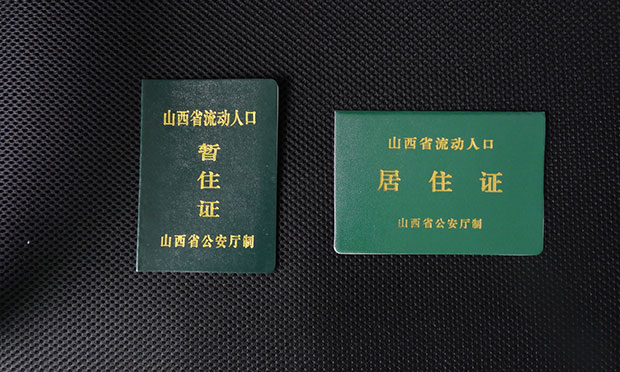 山西省流动人口
暂
住
证
山西省公安厅制
山西省流动人口
居住证
山西省公安厅制